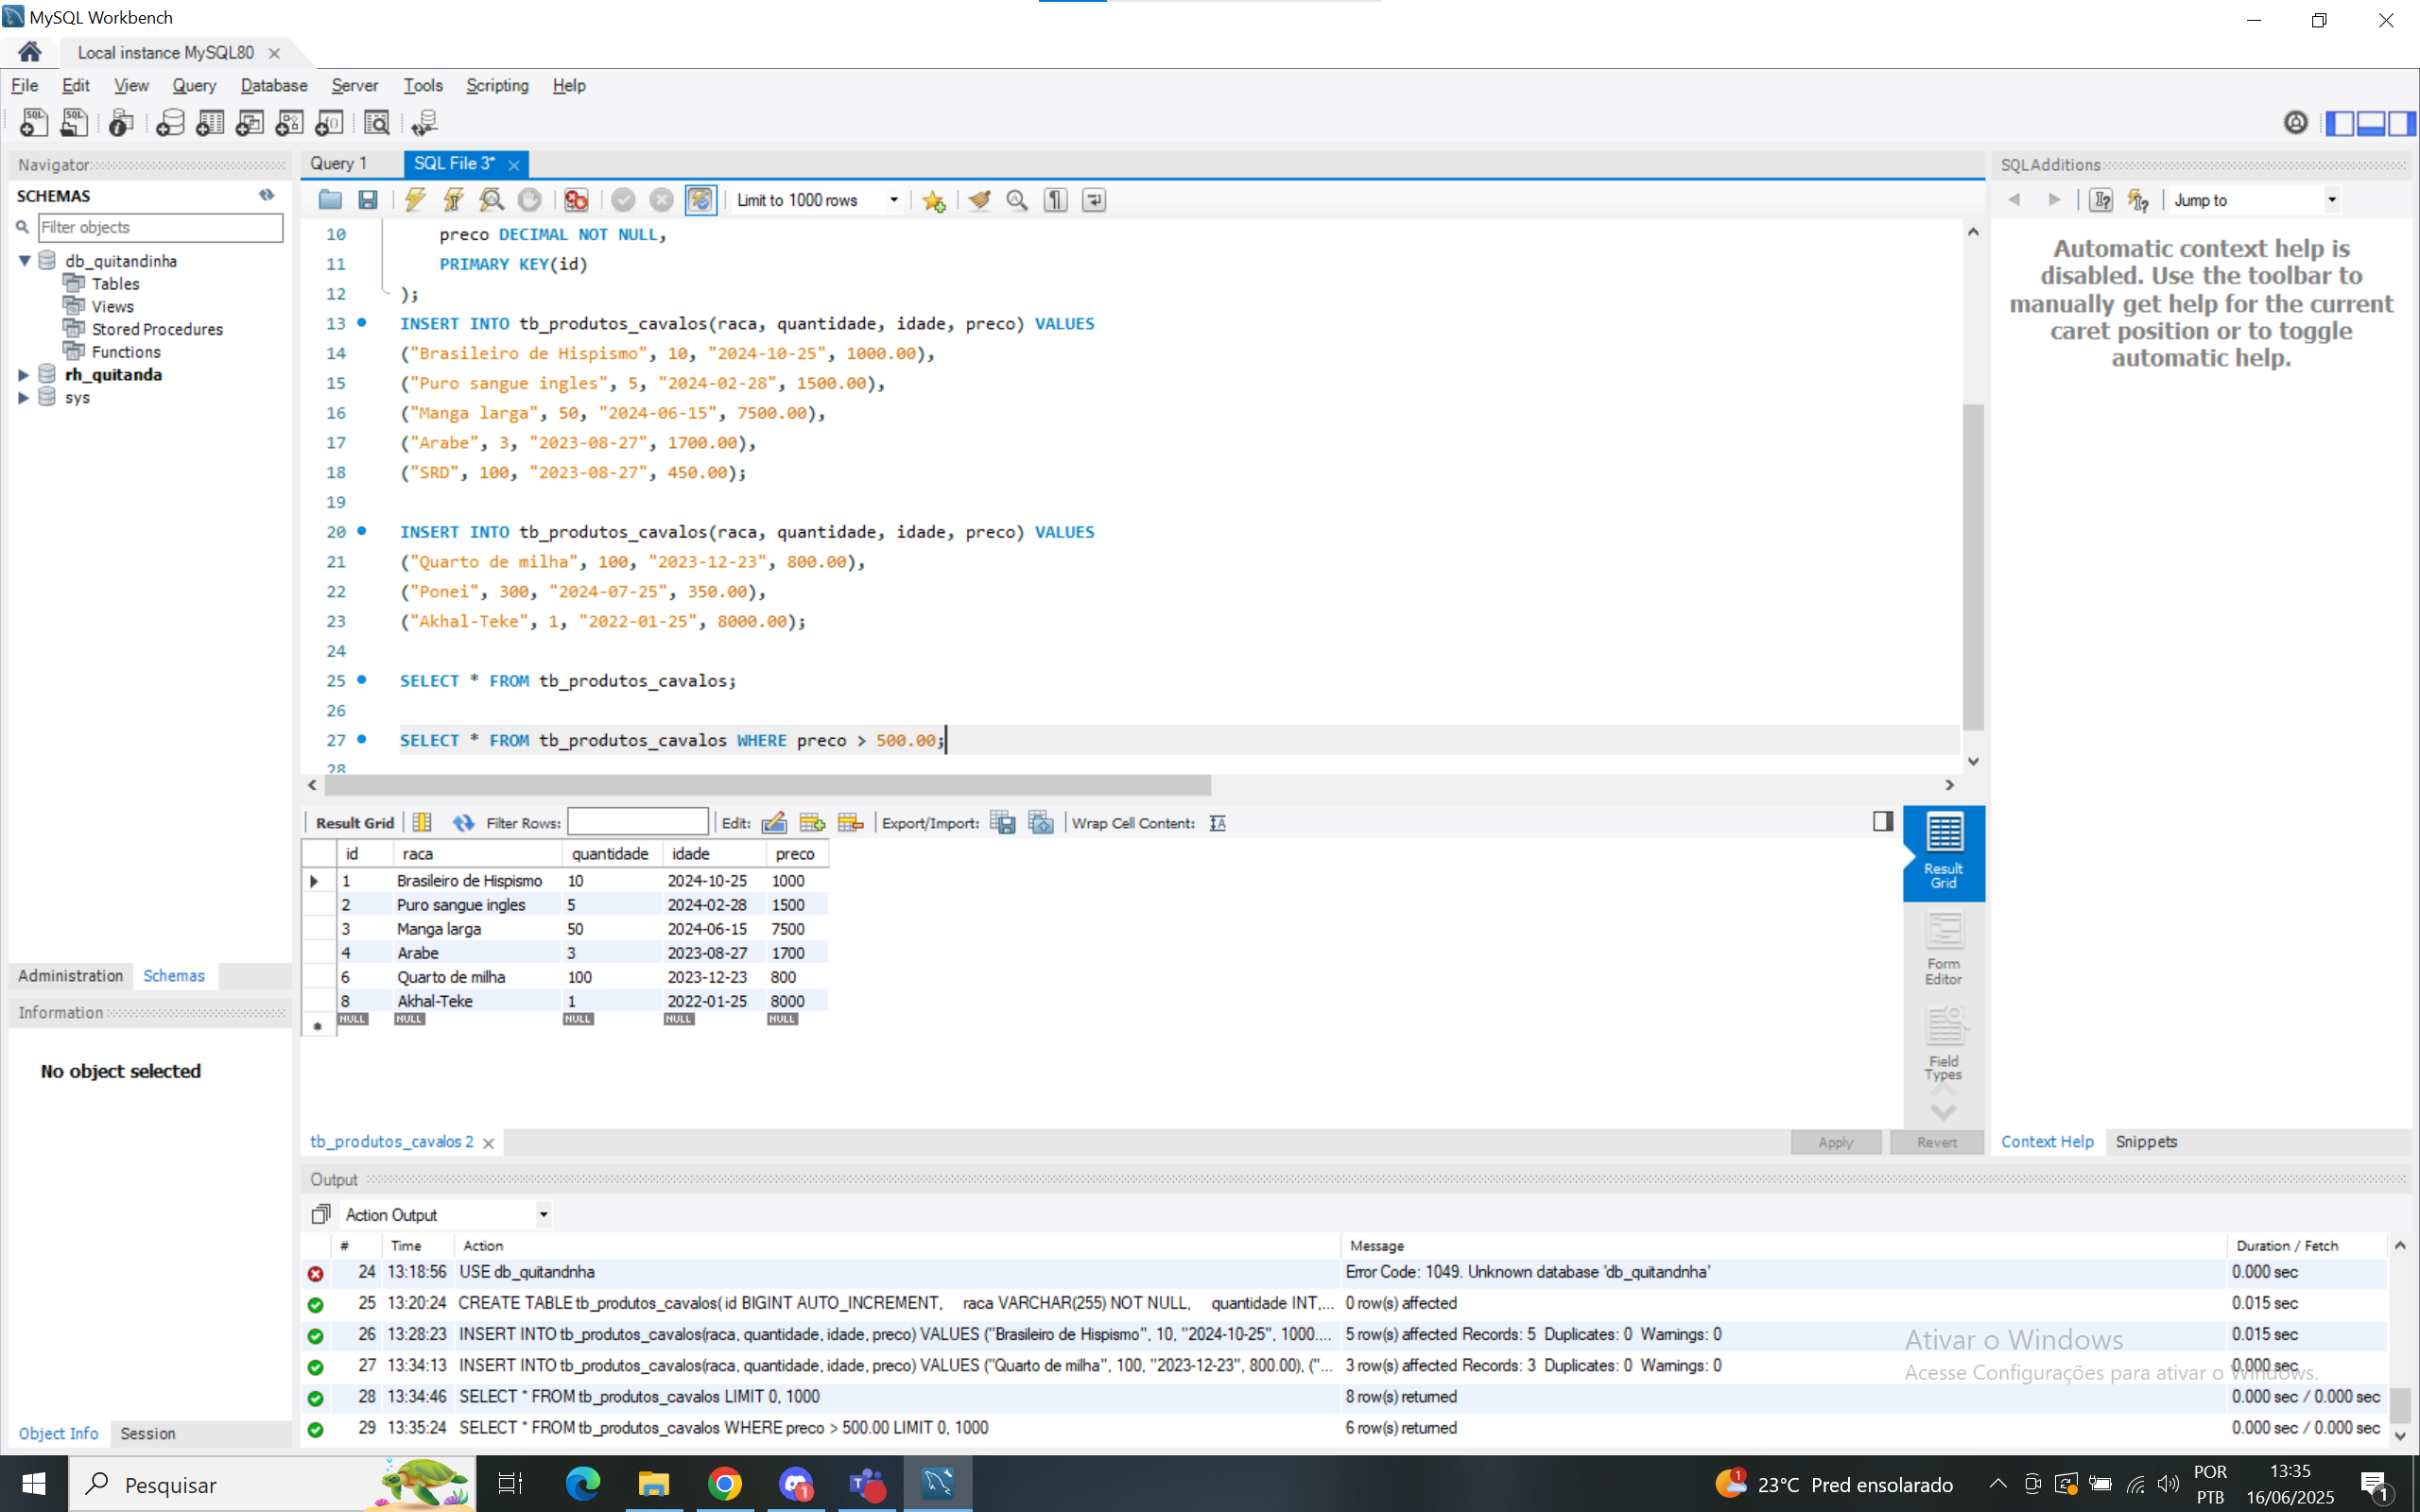 MySQL Workbench
Local instance MySQL80
File Edit View Query Database Server Tools Scripting Help
Navigator
SCHEMAS
Filter objects
db_quitandinha
Tables
Views
Stored Procedures
Functions
rh_quitanda
sys
Administration Schemas
Information
No object selected
Object Info Session
Query 1 SQL File 3*
Limit to 1000 rows
10 preco DECIMAL NOT NULL,
11 PRIMARY KEY(id)
12 );
13 INSERT INTO tb_produtos_cavalos(raca, quantidade, idade, preco) VALUES
14 ("Brasileiro de Hispismo", 10, "2024-10-25", 1000.00),
15 ("Puro sangue ingles", 5, "2024-02-28", 1500.00),
16 ("Manga larga", 50, "2024-06-15", 7500.00),
17 ("Arabe", 3, "2023-08-27", 1700.00),
18 ("SRD", 100, "2023-08-27", 450.00);
19
20 INSERT INTO tb_produtos_cavalos(raca, quantidade, idade, preco) VALUES
21 ("Quarto de milha", 100, "2023-12-23", 800.00),
22 ("Ponei", 300, "2024-07-25", 350.00),
23 ("Akhal-Teke", 1, "2022-01-25", 8000.00);
24
25 SELECT * FROM tb_produtos_cavalos;
26
27 SELECT * FROM tb_produtos_cavalos WHERE preco > 500.00;
28
Result Grid Filter Rows: Edit: Export/Import: Wrap Cell Content:
id raca quantidade idade preco
1 Brasileiro de Hispismo 10 2024-10-25 1000
2 Puro sangue ingles 5 2024-02-28 1500
3 Manga larga 50 2024-06-15 7500
4 Arabe 3 2023-08-27 1700
6 Quarto de milha 100 2023-12-23 800
8 Akhal-Teke 1 2022-01-25 8000
NULL NULL NULL NULL NULL
Result
Grid
Form
Editor
Field
Types
tb_produtos_cavalos 2
Apply Revert
SQLAdditions
Jump to
Automatic context help is
disabled. Use the toolbar to
manually get help for the current
caret position or to toggle
automatic help.
Context Help Snippets
Output
Action Output
# Time Action Message Duration / Fetch
24 13:18:56 USE db_quitandnha Error Code: 1049. Unknown database 'db_quitandnha' 0.000 sec
25 13:20:24 CREATE TABLE tb_produtos_cavalos( id BIGINT AUTO_INCREMENT, raca VARCHAR(255) NOT NULL, quantidade INT,... 0 row(s) affected 0.015 sec
26 13:28:23 INSERT INTO tb_produtos_cavalos(raca, quantidade, idade, preco) VALUES ("Brasileiro de Hispismo", 10, "2024-10-25", 1000.... 5 row(s) affected Records: 5 Duplicates: 0 Warnings: 0 0.015 sec
27 13:34:13 INSERT INTO tb_produtos_cavalos(raca, quantidade, idade, preco) VALUES ("Quarto de milha", 100, "2023-12-23", 800.00), ("... 3 row(s) affected Records: 3 Duplicates: 0 Warnings: 0 0.000 sec
28 13:34:46 SELECT * FROM tb_produtos_cavalos LIMIT 0, 1000 8 row(s) returned 0.000 sec / 0.000 sec
29 13:35:24 SELECT * FROM tb_produtos_cavalos WHERE preco > 500.00 LIMIT 0, 1000 6 row(s) returned 0.000 sec / 0.000 sec
Ativar o Windows
Acesse Configurações para ativar o Windows.
Pesquisar
1
1
23°C Pred ensolarado
POR
PTB
13:35
16/06/2025
1